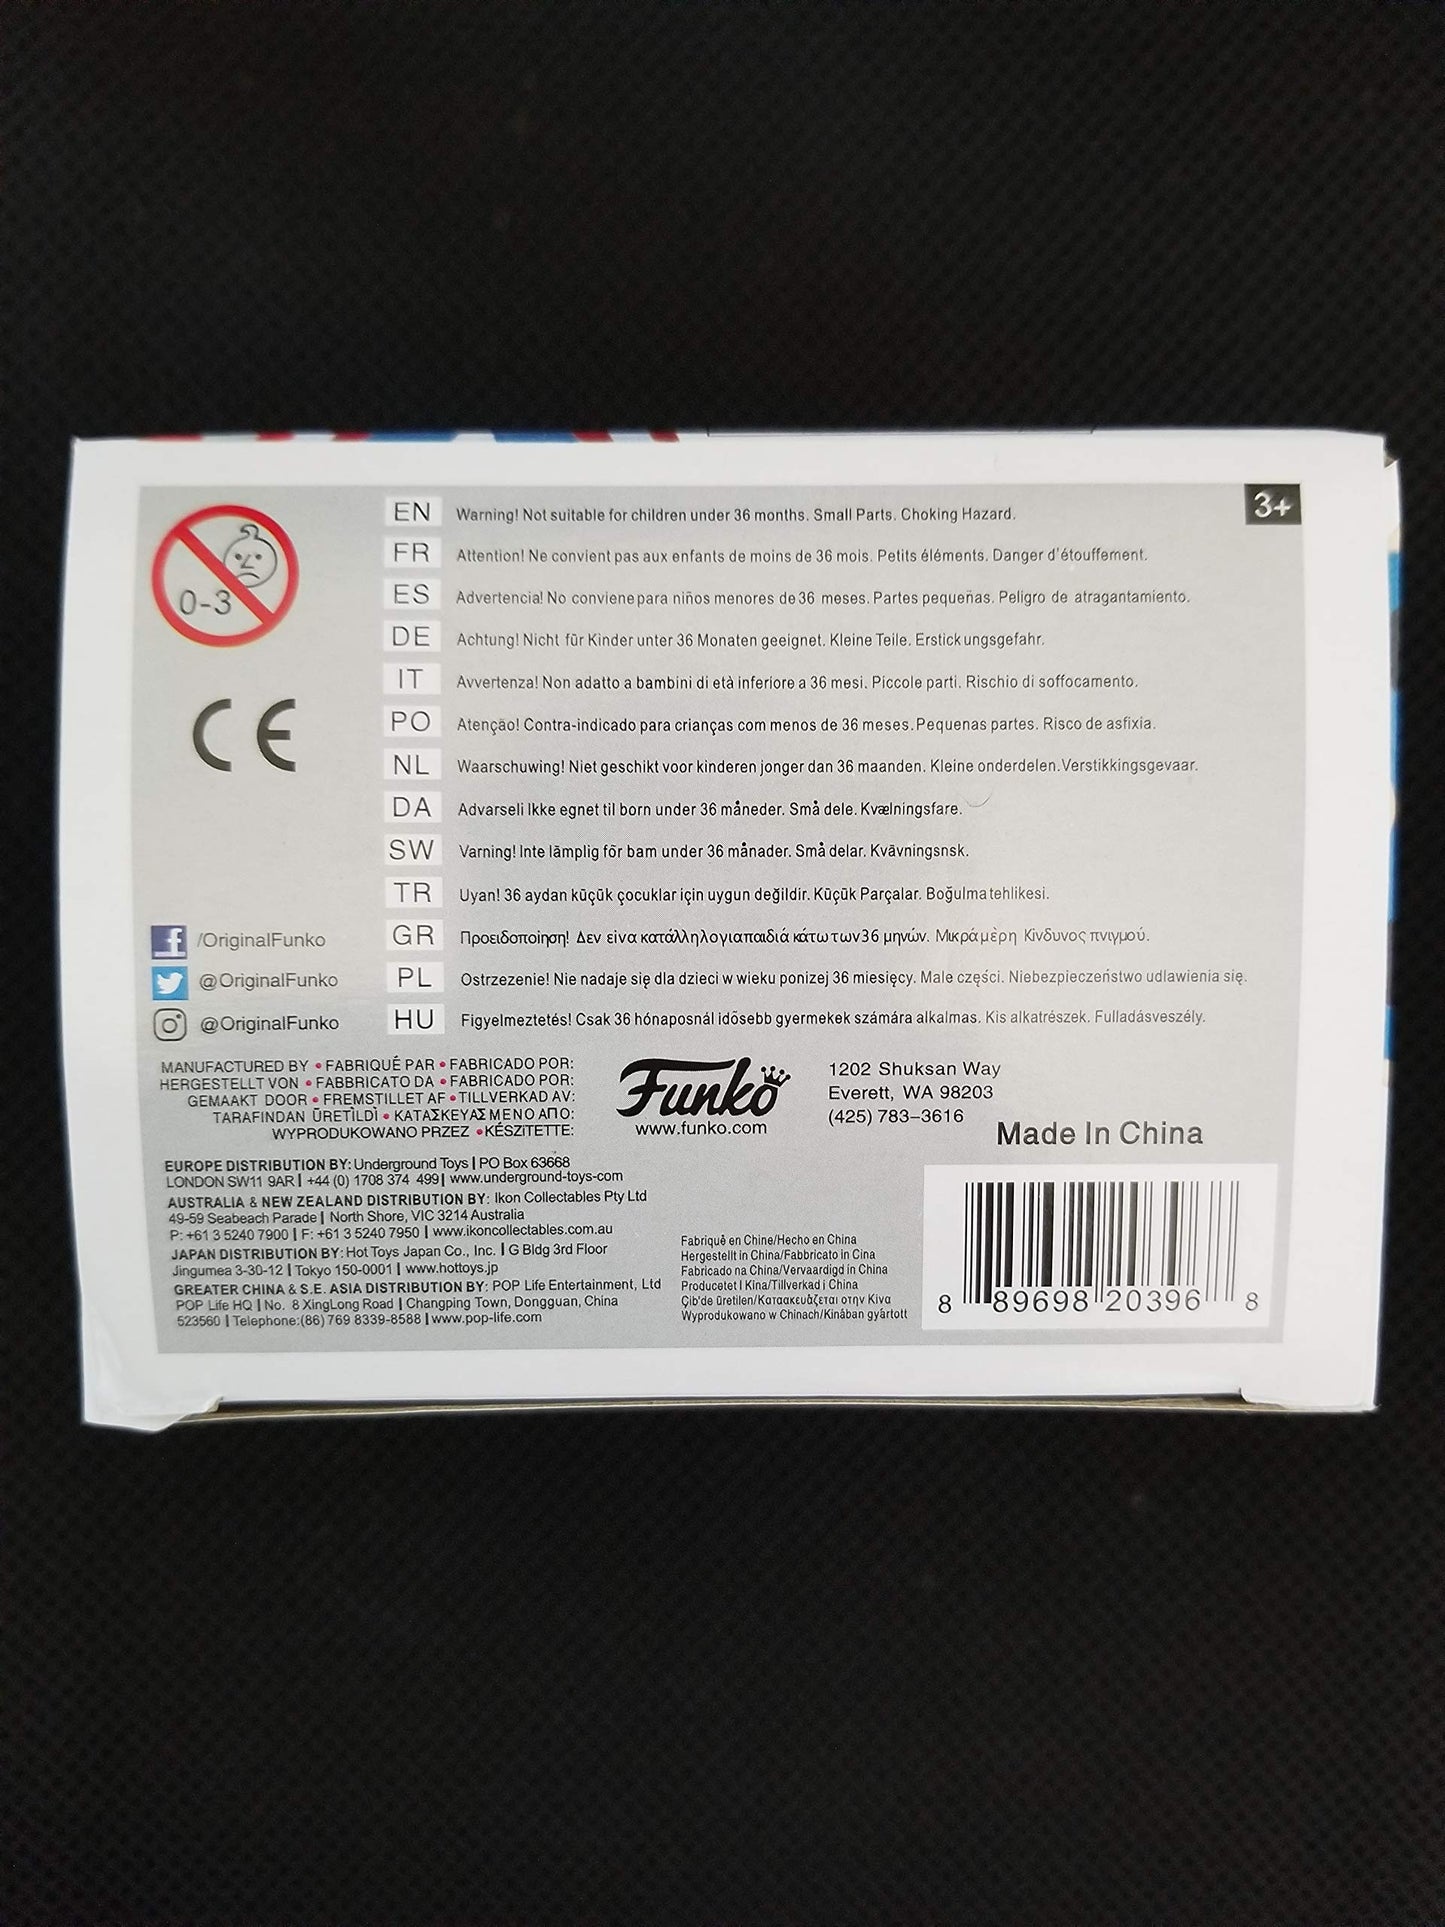 0-3
CE
3+
EN Warning! Not suitable for children under 36 months. Small Parts. Choking Hazard.
FR Attention! Ne convient pas aux enfants de moins de 36 mois. Petits éléments. Danger d'étouffement.
ES Advertencia! No conviene para niños menores de 36 meses. Partes pequeñas. Peligro de atragantamiento.
DE Achtung! Nicht für Kinder unter 36 Monaten geeignet. Kleine Teile. Erstickungsgefahr.
IT Avvertenza! Non adatto a bambini di età inferiore a 36 mesi. Piccole parti. Rischio di soffocamento.
PO Atenção! Contra-indicado para crianças com menos de 36 meses. Pequenas partes. Risco de asfixia.
NL Waarschuwing! Niet geschikt voor kinderen jonger dan 36 maanden. Kleine onderdelen. Verstikkingsgevaar.
DA Advarseli Ikke egnet til born under 36 måneder. Små dele. Kvælningsfare.
SW Varning! Inte lämplig för bam under 36 månader. Små delar. Kvävningsnsk.
TR Uyan! 36 aydan küçük çocuklar için uygun değildir. Küçük Parçalar. Boğulma tehlikesi.
GR Προειδοποίηση! Δεν είνα κατάλληλογιαπαιδιά κάτω των36 μηνών. Μικρά μὲρη Κίνδυνος πνιγμού.
PL Ostrzezenie! Nie nadaje się dla dzieci w wieku ponizej 36 miesięcy. Male części. Niebezpieczeństwo udlawienia się.
HU Figyelmeztetés! Csak 36 hónaposnál idősebb gyermekek számára alkalmas. Kis alkatrészek. Fulladásveszély.
/OriginalFunko
@OriginalFunko
@OriginalFunko
MANUFACTURED BY • FABRIQUÉ PAR • FABRICADO POR:
HERGESTELLT VON • FABBRICATO DA • FABRICADO POR:
GEMAAKT DOOR • FREMSTILLET AF • TILLVERKAD AV:
TARAFINDAN ÜRETİLDİ • ΚΑΤΑΣΚΕΥΑΣΜΕΝΟ ΑΠΟ:
WYPRODUKOWANO PRZEZ • KÉSZÍTETTE:
Funko
www.funko.com
1202 Shuksan Way
Everett, WA 98203
(425) 783-3616
Made In China
EUROPE DISTRIBUTION BY: Underground Toys | PO Box 63668
LONDON SW11 9AR | +44 (0) 1708 374 499 | www.underground-toys-com
AUSTRALIA & NEW ZEALAND DISTRIBUTION BY: Ikon Collectables Pty Ltd
49-59 Seabeach Parade | North Shore, VIC 3214 Australia
P: +61 3 5240 7900 | F: +61 3 5240 7950 | www.ikoncollectables.com.au
JAPAN DISTRIBUTION BY: Hot Toys Japan Co., Inc. | G Bldg 3rd Floor
Jingumea 3-30-12 | Tokyo 150-0001 | www.hottoys.jp
GREATER CHINA & S.E. ASIA DISTRIBUTION BY: POP Life Entertainment, Ltd
POP Life HQ | No. 8 XingLong Road | Changping Town, Dongguan, China
523560 | Telephone:(86) 769 8339-8588 | www.pop-life.com
Fabriquê en Chine/Hecho en China
Hergestellt in China/Fabbricato in Cina
Fabricado na China/Vervaardigd in China
Producetet I Kina/Tillverkad i China
Çib'de üretilen/Κατασκευἀζεται οτην Κίνα
Wyprodukowano w Chinach/Kinában gyártott
8 89698 20396 8